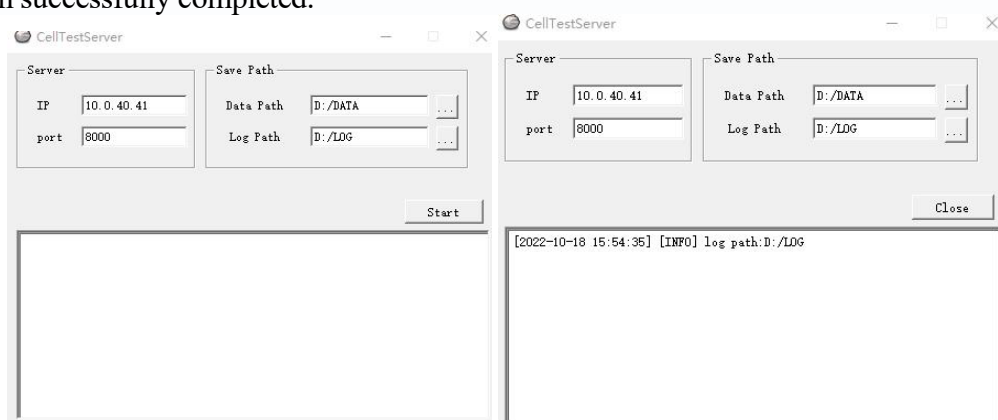 successfully completed.
CellTestServer
Server
IP 10.0.40.41
port 8000
Save Path
Data Path D:/DATA ...
Log Path D:/LOG ...
Start
CellTestServer
Server
IP 10.0.40.41
port 8000
Save Path
Data Path D:/DATA ...
Log Path D:/LOG ...
Close
[2022-10-18 15:54:35] [INFO] log path:D:/LOG